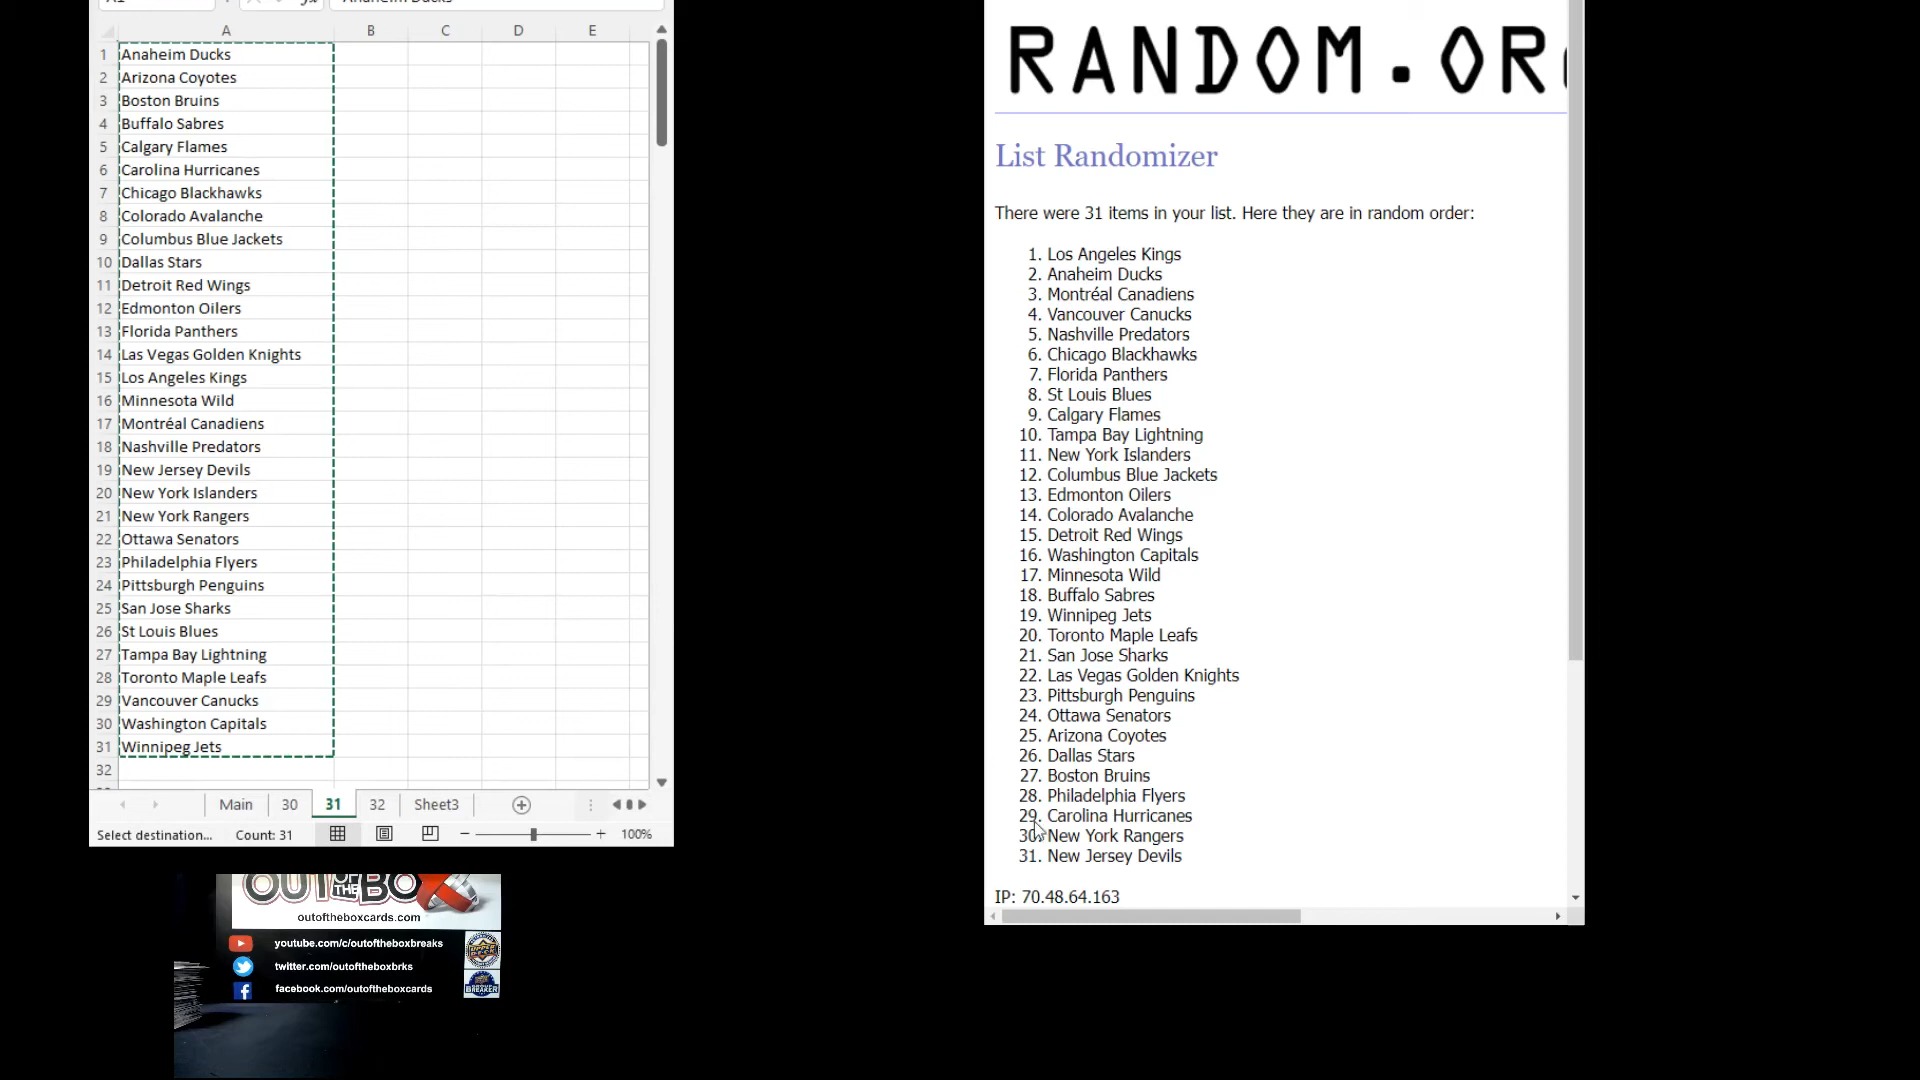 Anaheim Ducks
A B C D E
1 Anaheim Ducks
2 Arizona Coyotes
3 Boston Bruins
4 Buffalo Sabres
5 Calgary Flames
6 Carolina Hurricanes
7 Chicago Blackhawks
8 Colorado Avalanche
9 Columbus Blue Jackets
10 Dallas Stars
11 Detroit Red Wings
12 Edmonton Oilers
13 Florida Panthers
14 Las Vegas Golden Knights
15 Los Angeles Kings
16 Minnesota Wild
17 Montréal Canadiens
18 Nashville Predators
19 New Jersey Devils
20 New York Islanders
21 New York Rangers
22 Ottawa Senators
23 Philadelphia Flyers
24 Pittsburgh Penguins
25 San Jose Sharks
26 St Louis Blues
27 Tampa Bay Lightning
28 Toronto Maple Leafs
29 Vancouver Canucks
30 Washington Capitals
31 Winnipeg Jets
32
Main 30 31 32 Sheet3
Select destination... Count: 31 100%
OUT OF THE BOX
outoftheboxcards.com
youtube.com/c/outoftheboxbreaks
twitter.com/outoftheboxbrks
facebook.com/outoftheboxcards
RANDOM.OR
List Randomizer
There were 31 items in your list. Here they are in random order:
1. Los Angeles Kings
2. Anaheim Ducks
3. Montréal Canadiens
4. Vancouver Canucks
5. Nashville Predators
6. Chicago Blackhawks
7. Florida Panthers
8. St Louis Blues
9. Calgary Flames
10. Tampa Bay Lightning
11. New York Islanders
12. Columbus Blue Jackets
13. Edmonton Oilers
14. Colorado Avalanche
15. Detroit Red Wings
16. Washington Capitals
17. Minnesota Wild
18. Buffalo Sabres
19. Winnipeg Jets
20. Toronto Maple Leafs
21. San Jose Sharks
22. Las Vegas Golden Knights
23. Pittsburgh Penguins
24. Ottawa Senators
25. Arizona Coyotes
26. Dallas Stars
27. Boston Bruins
28. Philadelphia Flyers
29. Carolina Hurricanes
30. New York Rangers
31. New Jersey Devils
IP: 70.48.64.163